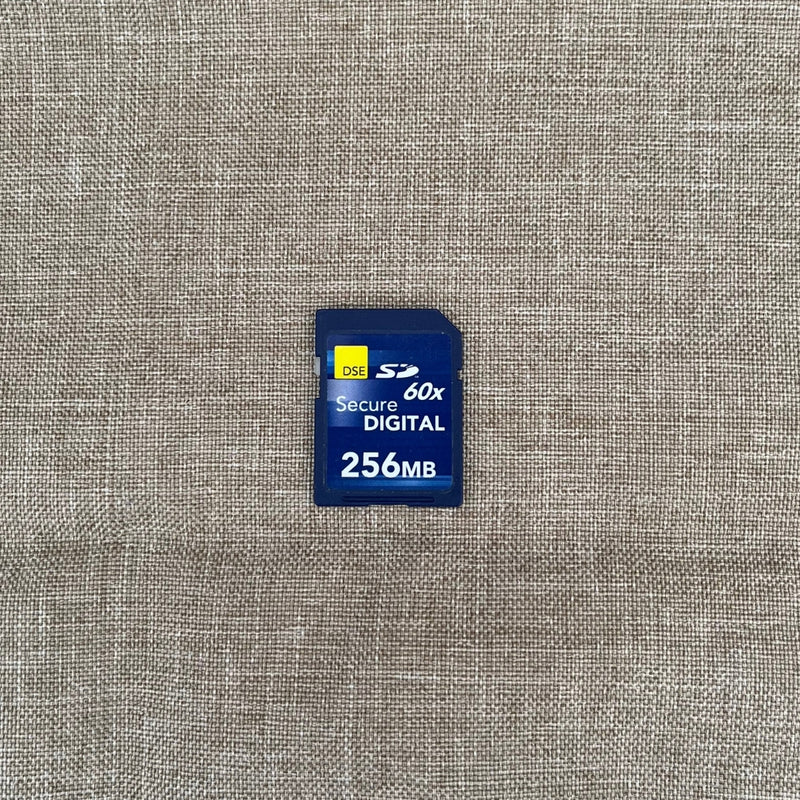 DSE SD
60x
Secure
DIGITAL
256MB